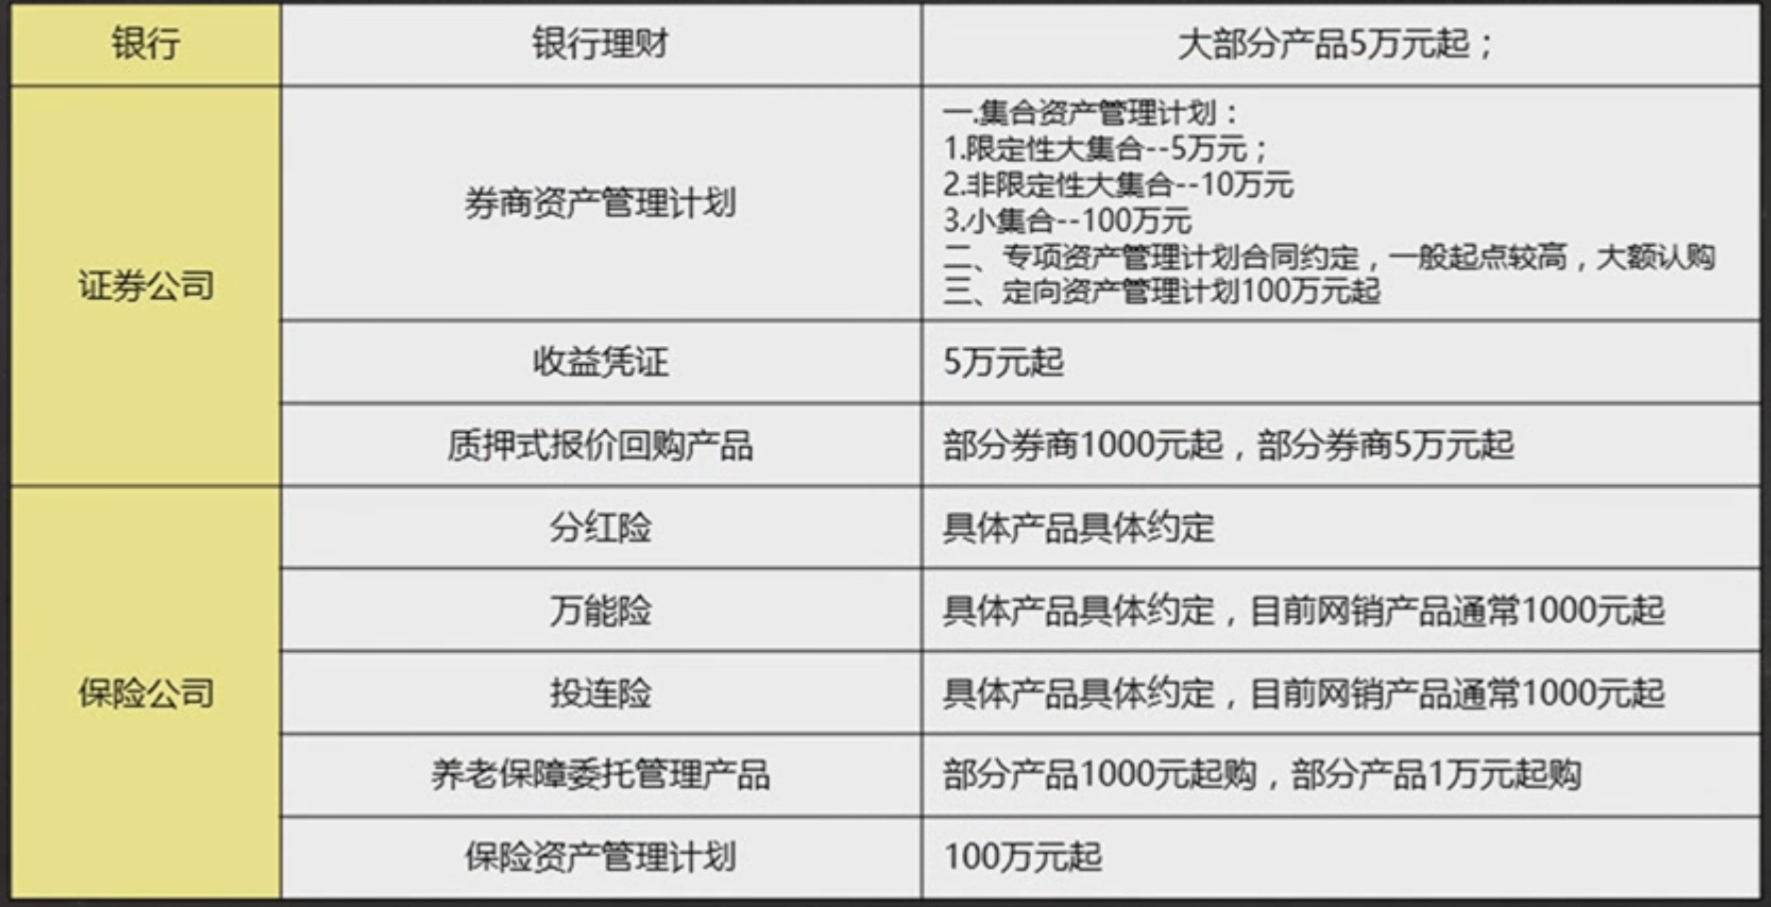 银行
银行理财
大部分产品5万元起；
证券公司
券商资产管理计划
一.集合资产管理计划：
1.限定性大集合--5万元；
2.非限定性大集合--10万元
3.小集合--100万元
二、专项资产管理计划合同约定，一般起点较高，大额认购
三、定向资产管理计划100万元起
收益凭证
5万元起
质押式报价回购产品
部分券商1000元起，部分券商5万元起
保险公司
分红险
具体产品具体约定
万能险
具体产品具体约定，目前网销产品通常1000元起
投连险
具体产品具体约定，目前网销产品通常1000元起
养老保障委托管理产品
部分产品1000元起购，部分产品1万元起购
保险资产管理计划
100万元起